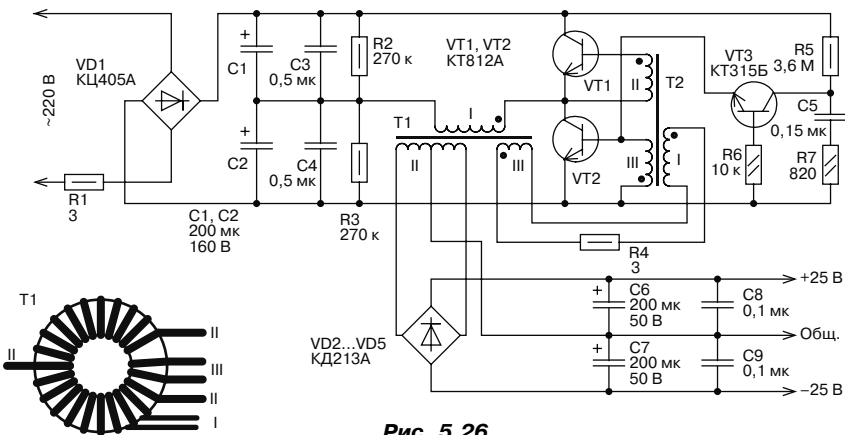 ~220 В
VD1
КЦ405А
R1
3
C1
C2
C3
0,5 мк
C4
0,5 мк
R2
270 к
R3
270 к
C1, C2
200 мк
160 В
VT1, VT2
КТ812А
T1
I
II
III
VT1
VT2
II
T2
III
I
VT3
КТ315Б
R5
3,6 М
C5
0,15 мк
R6
10 к
R7
820
R4
3
VD2...VD5
КД213А
C6
200 мк
50 В
C7
200 мк
50 В
C8
0,1 мк
C9
0,1 мк
+25 В
Общ.
−25 В
T1
II
II
III
II
I
Рис. 5.26